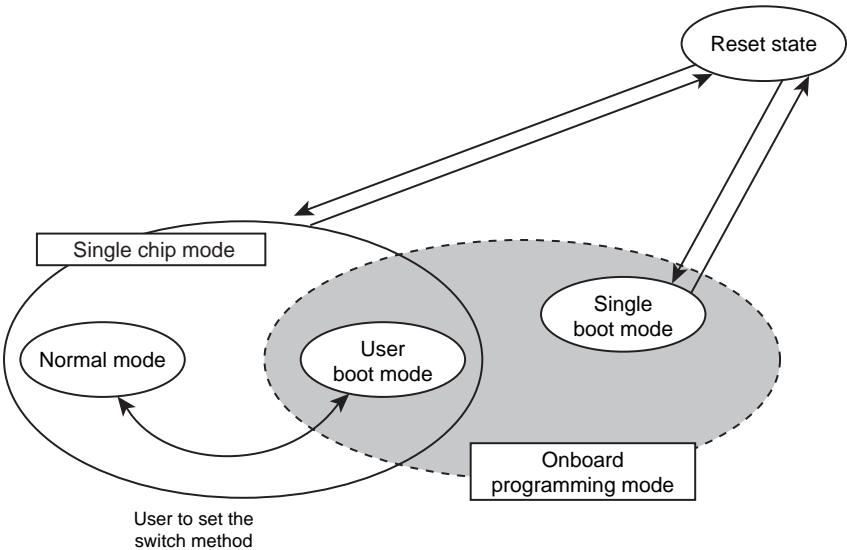 Reset state
Single chip mode
Single
boot mode
Normal mode
User
boot mode
Onboard
programming mode
User to set the
switch method